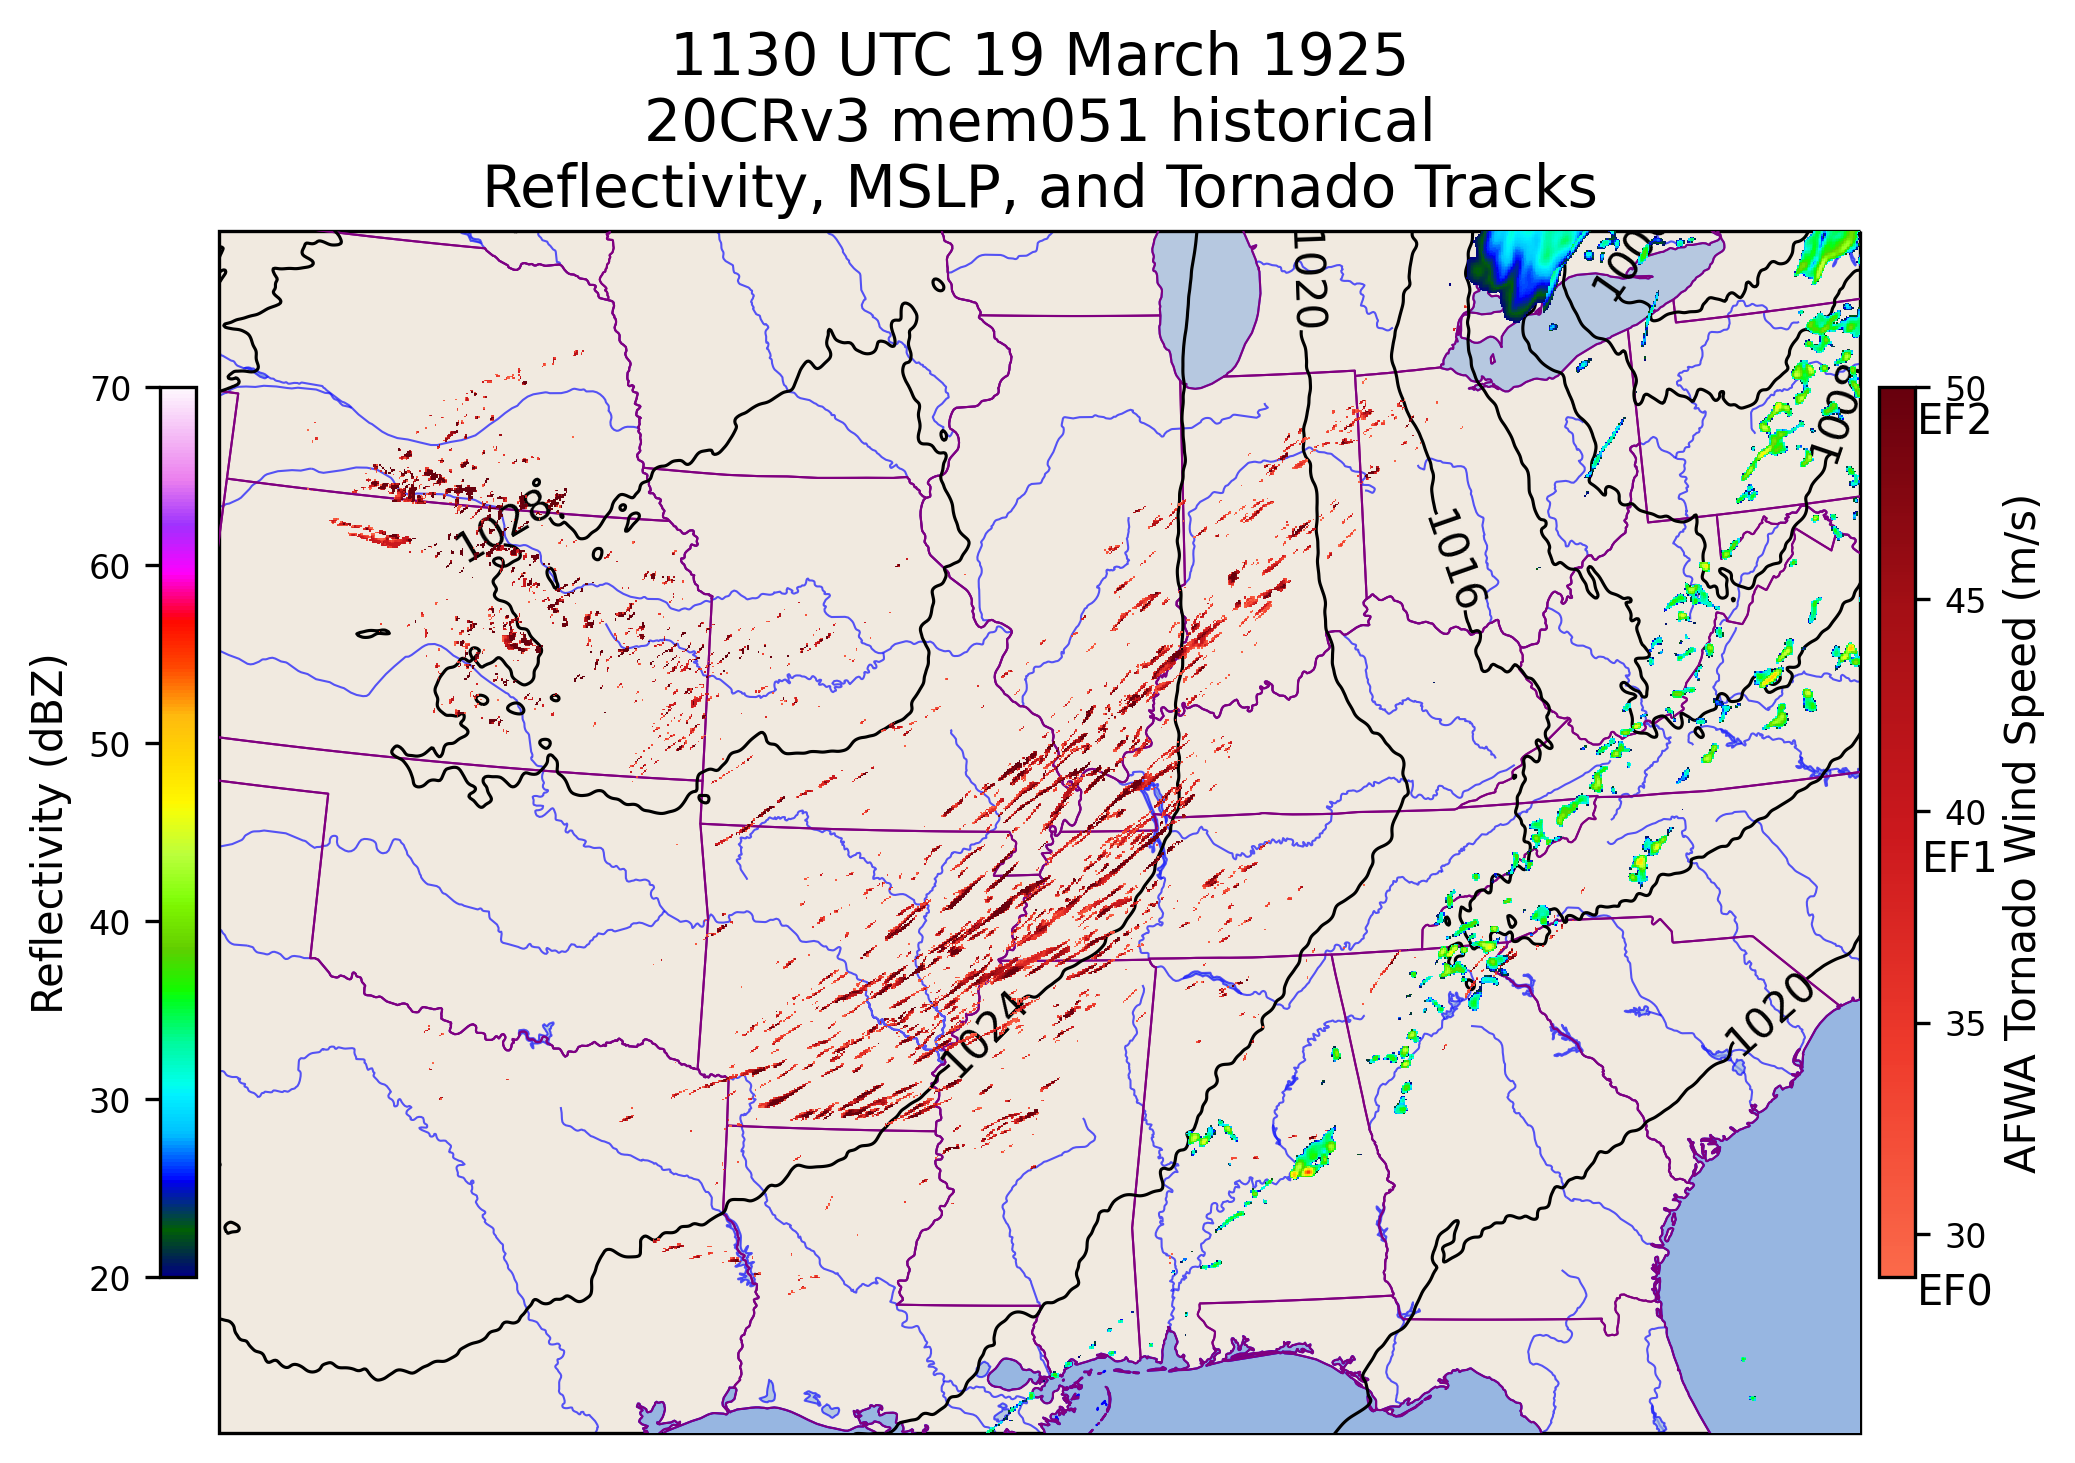 1130 UTC 19 March 1925
20CRv3 mem051 historical
Reflectivity, MSLP, and Tornado Tracks
Reflectivity (dBZ)
70
60
50
40
30
20
1020
1008
1028
1016
1024
1020
50
EF2
45
40
EF1
35
30
EF0
AFWA Tornado Wind Speed (m/s)